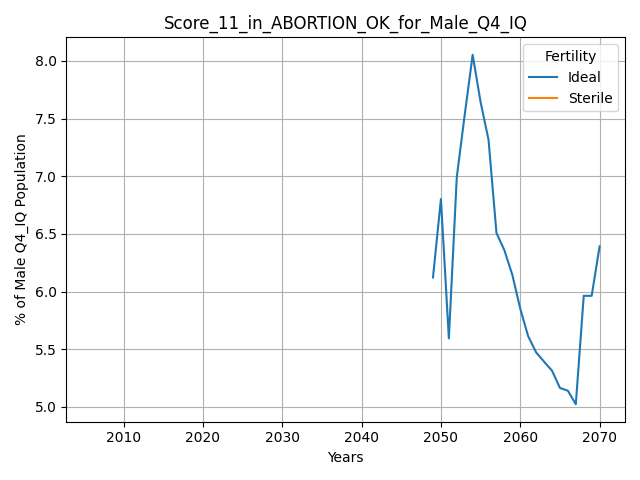 Score_11_in_ABORTION_OK_for_Male_Q4_IQ
Fertility
Ideal
Sterile
% of Male Q4_IQ Population
8.0
7.5
7.0
6.5
6.0
5.5
5.0
2010 2020 2030 2040 2050 2060 2070
Years